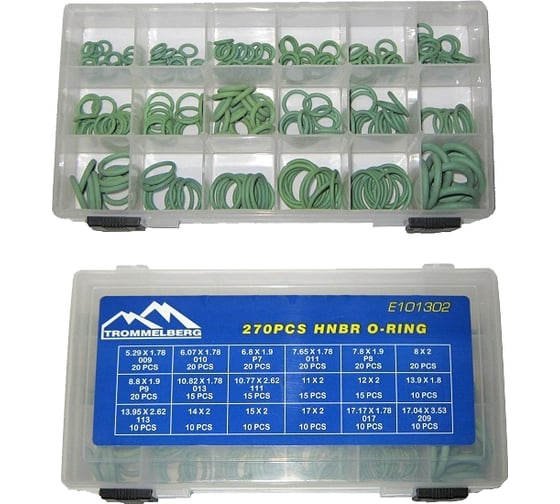 E101302
TROMMELBERG
270PCS HNBR O-RING
5.29 X 1.78 6.07 X 1.78 6.8 X 1.9 7.65 X 1.78 7.8 X 1.9 8 X 2
009 010 P7 011 P8
20 PCS 20 PCS 20 PCS 20 PCS 20 PCS 20 PCS
8.8 X 1.9 10.82 X 1.78 10.77 X 2.62 11 X 2 12 X 2 13.9 X 1.8
P9 013 111
20 PCS 15 PCS 15 PCS 15 PCS 15 PCS 10 PCS
13.95 X 2.62 14 X 2 15 X 2 17 X 2 17.17 X 1.78 17.04 X 3.53
113 017 209
10 PCS 10 PCS 10 PCS 10 PCS 10 PCS 10 PCS